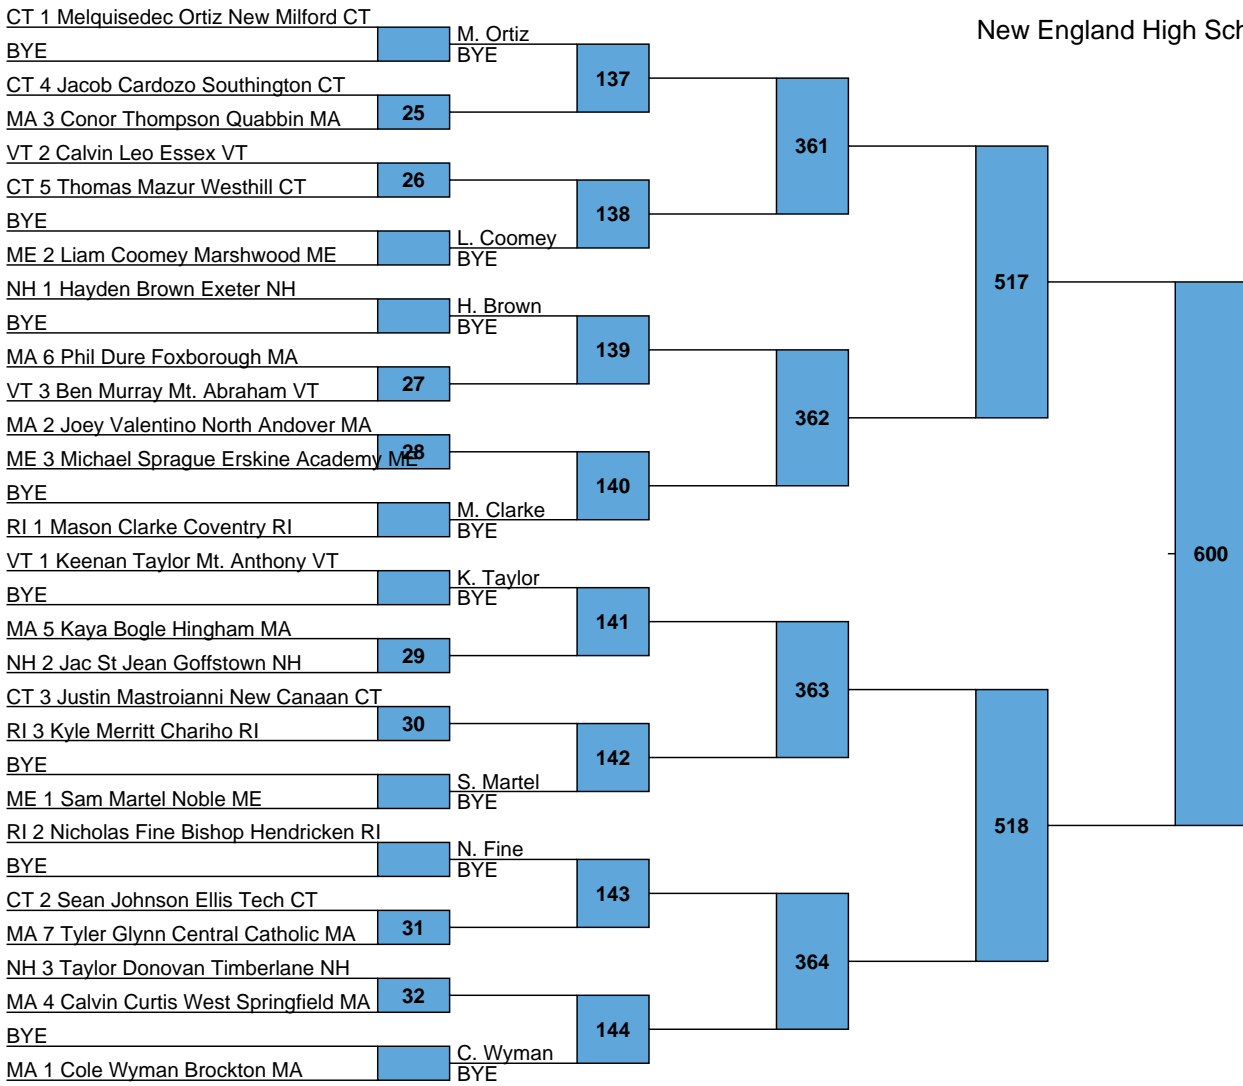 CT 1 Melquisedec Ortiz New Milford CT
New England High Sch
M. Ortiz
BYE
BYE
137
CT 4 Jacob Cardozo Southington CT
25
MA 3 Conor Thompson Quabbin MA
361
VT 2 Calvin Leo Essex VT
26
CT 5 Thomas Mazur Westhill CT
138
BYE
L. Coomey
ME 2 Liam Coomey Marshwood ME
BYE
517
NH 1 Hayden Brown Exeter NH
H. Brown
BYE
BYE
139
MA 6 Phil Dure Foxborough MA
27
VT 3 Ben Murray Mt. Abraham VT
362
MA 2 Joey Valentino North Andover MA
28
ME 3 Michael Sprague Erskine Academy ME
140
BYE
M. Clarke
RI 1 Mason Clarke Coventry RI
BYE
600
VT 1 Keenan Taylor Mt. Anthony VT
K. Taylor
BYE
BYE
141
MA 5 Kaya Bogle Hingham MA
29
NH 2 Jac St Jean Goffstown NH
363
CT 3 Justin Mastroianni New Canaan CT
30
RI 3 Kyle Merritt Chariho RI
142
BYE
S. Martel
ME 1 Sam Martel Noble ME
BYE
518
RI 2 Nicholas Fine Bishop Hendricken RI
N. Fine
BYE
BYE
143
CT 2 Sean Johnson Ellis Tech CT
31
MA 7 Tyler Glynn Central Catholic MA
364
NH 3 Taylor Donovan Timberlane NH
32
MA 4 Calvin Curtis West Springfield MA
144
BYE
C. Wyman
MA 1 Cole Wyman Brockton MA
BYE